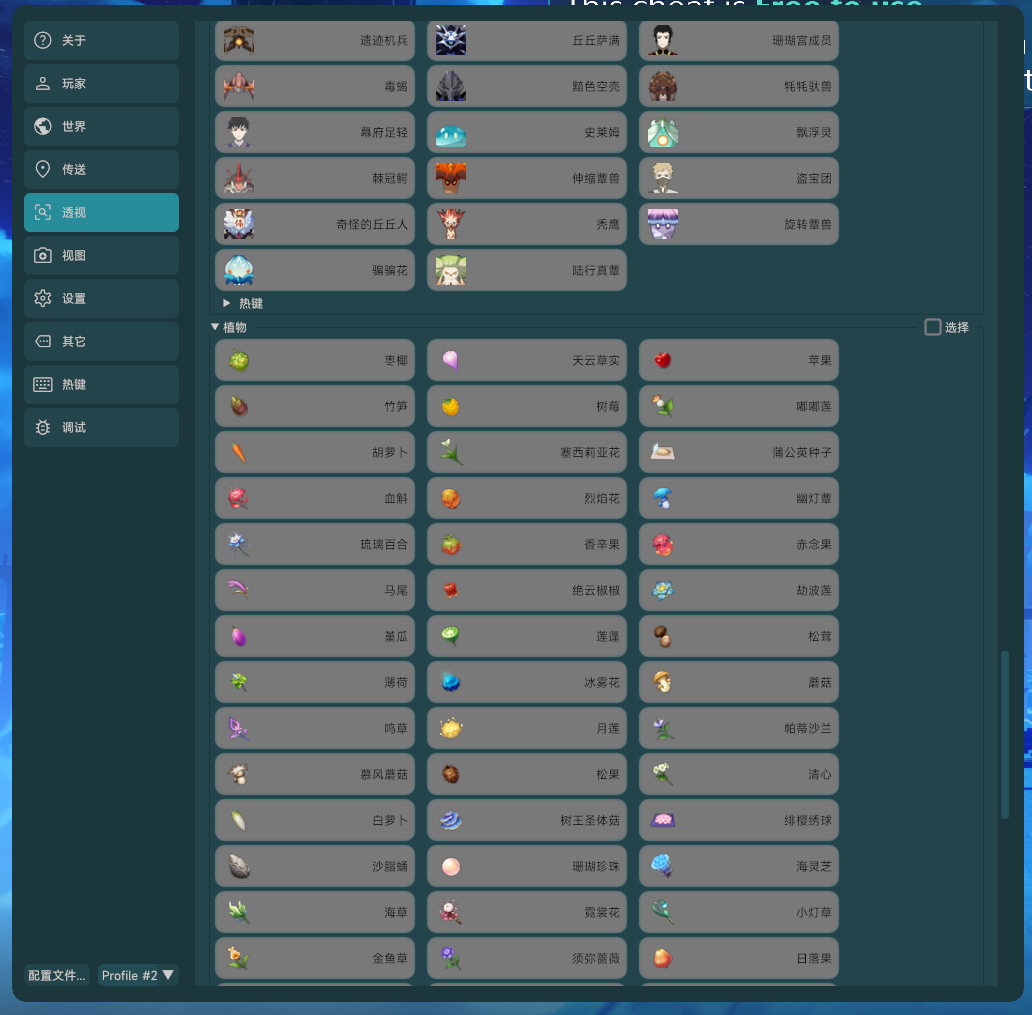 This cheat is Free to use
关于
玩家
世界
传送
透视
视图
设置
其它
热键
调试
配置文件...
Profile #2
遗迹机兵
丘丘萨满
珊瑚宫成员
毒蝎
黯色空壳
牦牦驮兽
幕府足轻
史莱姆
飘浮灵
棘冠鳄
伸缩蕈兽
盗宝团
奇怪的丘丘人
秃鹰
旋转蕈兽
骗骗花
陆行真蕈
热键
植物
选择
枣椰
天云草实
苹果
竹笋
树莓
嘟嘟莲
胡萝卜
塞西莉亚花
蒲公英种子
血斛
烈焰花
幽灯蕈
琉璃百合
香辛果
赤念果
马尾
绝云椒椒
劫波莲
堇瓜
莲蓬
松茸
薄荷
冰雾花
蘑菇
鸣草
月莲
帕蒂沙兰
慕风蘑菇
松果
清心
白萝卜
树王圣体菇
绯樱绣球
沙脂蛹
珊瑚珍珠
海灵芝
海草
霓裳花
小灯草
金鱼草
须弥蔷薇
日落果